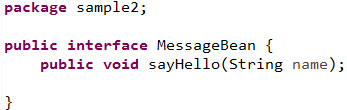 package sample2;
public interface MessageBean {
    public void sayHello(String name);
}